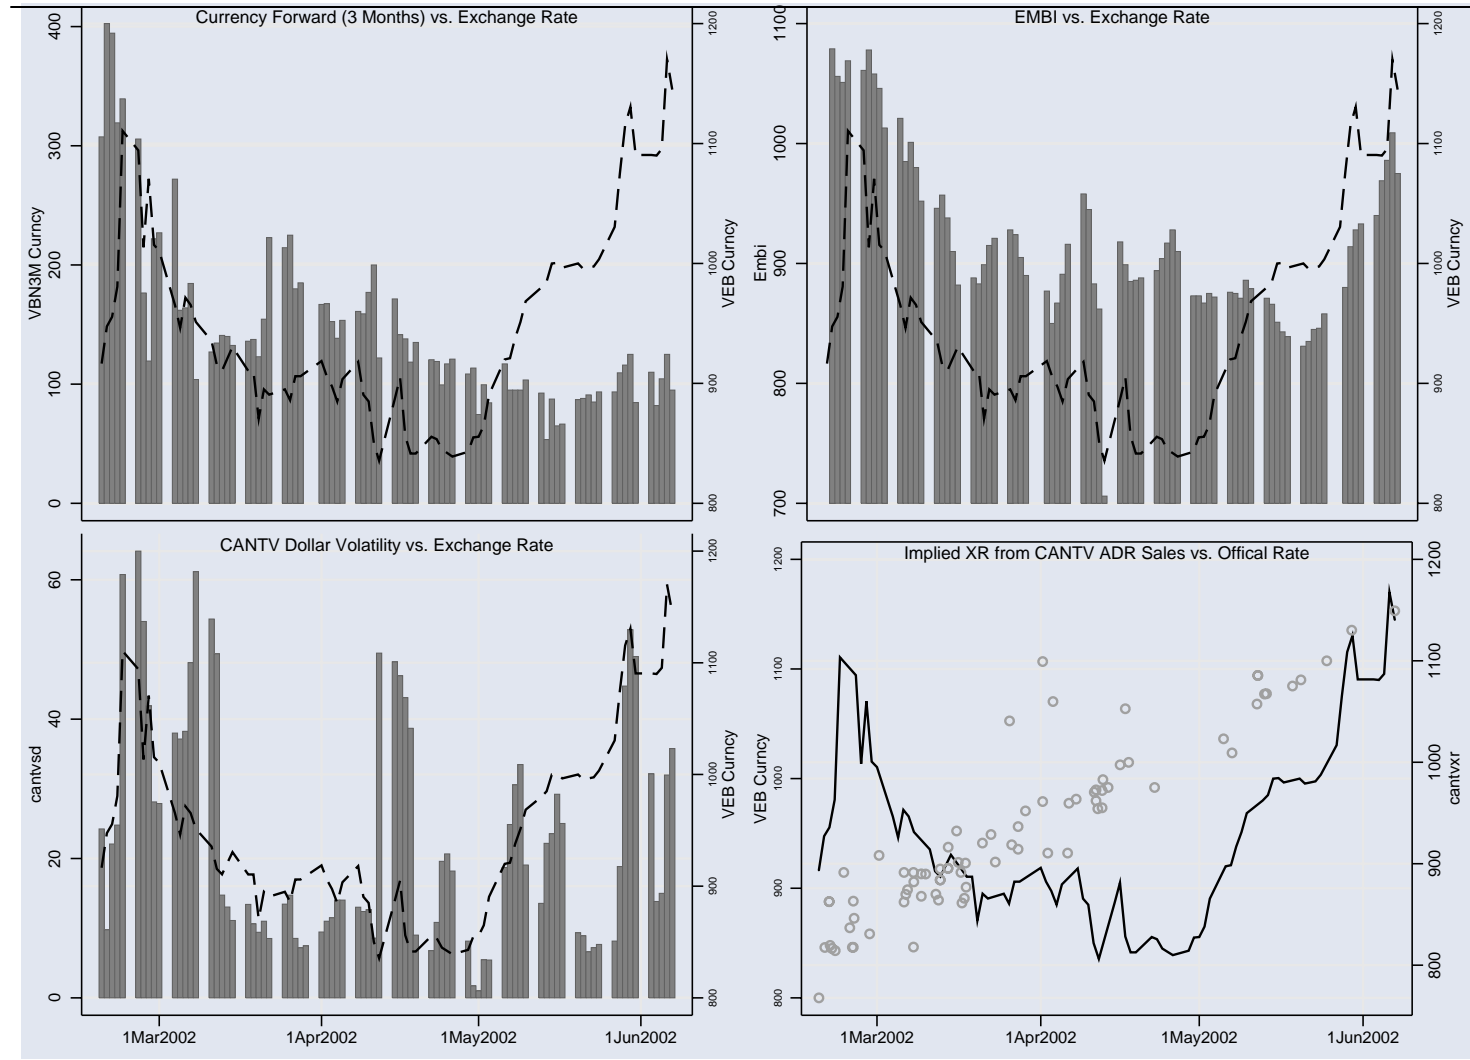 Currency Forward (3 Months) vs. Exchange Rate
400
300
200
100
0
VBN3M Curncy
1200
1100
1000
900
800
VEB Curncy
EMBI vs. Exchange Rate
1100
1000
900
800
700
Embi
1200
1100
1000
900
800
VEB Curncy
CANTV Dollar Volatility vs. Exchange Rate
60
40
20
0
cantvsd
1200
1100
1000
900
800
VEB Curncy
1Mar2002 1Apr2002 1May2002 1Jun2002
Implied XR from CANTV ADR Sales vs. Offical Rate
1200
1100
1000
900
800
VEB Curncy
1200
1100
1000
900
800
cantvxr
1Mar2002 1Apr2002 1May2002 1Jun2002